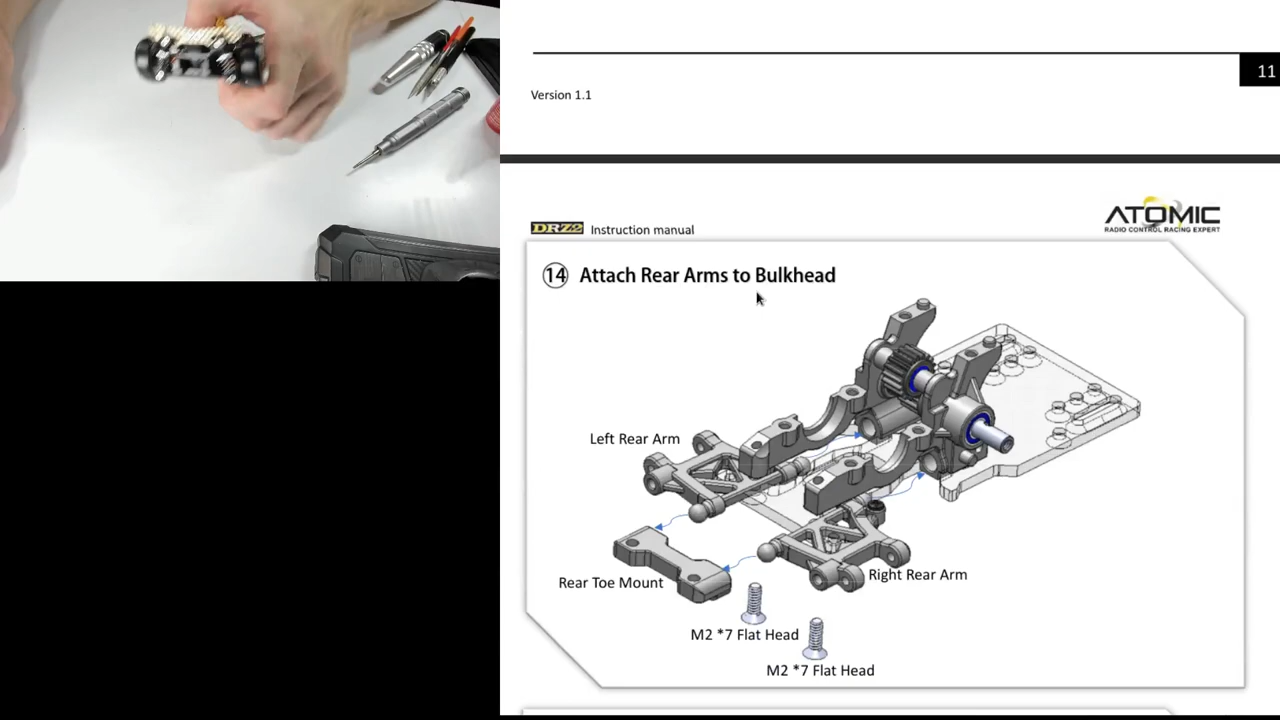 11
Version 1.1
DRZ2 Instruction manual
ATOMIC
RADIO CONTROL RACING EXPERT
14 Attach Rear Arms to Bulkhead
Left Rear Arm
Rear Toe Mount
Right Rear Arm
M2 *7 Flat Head
M2 *7 Flat Head